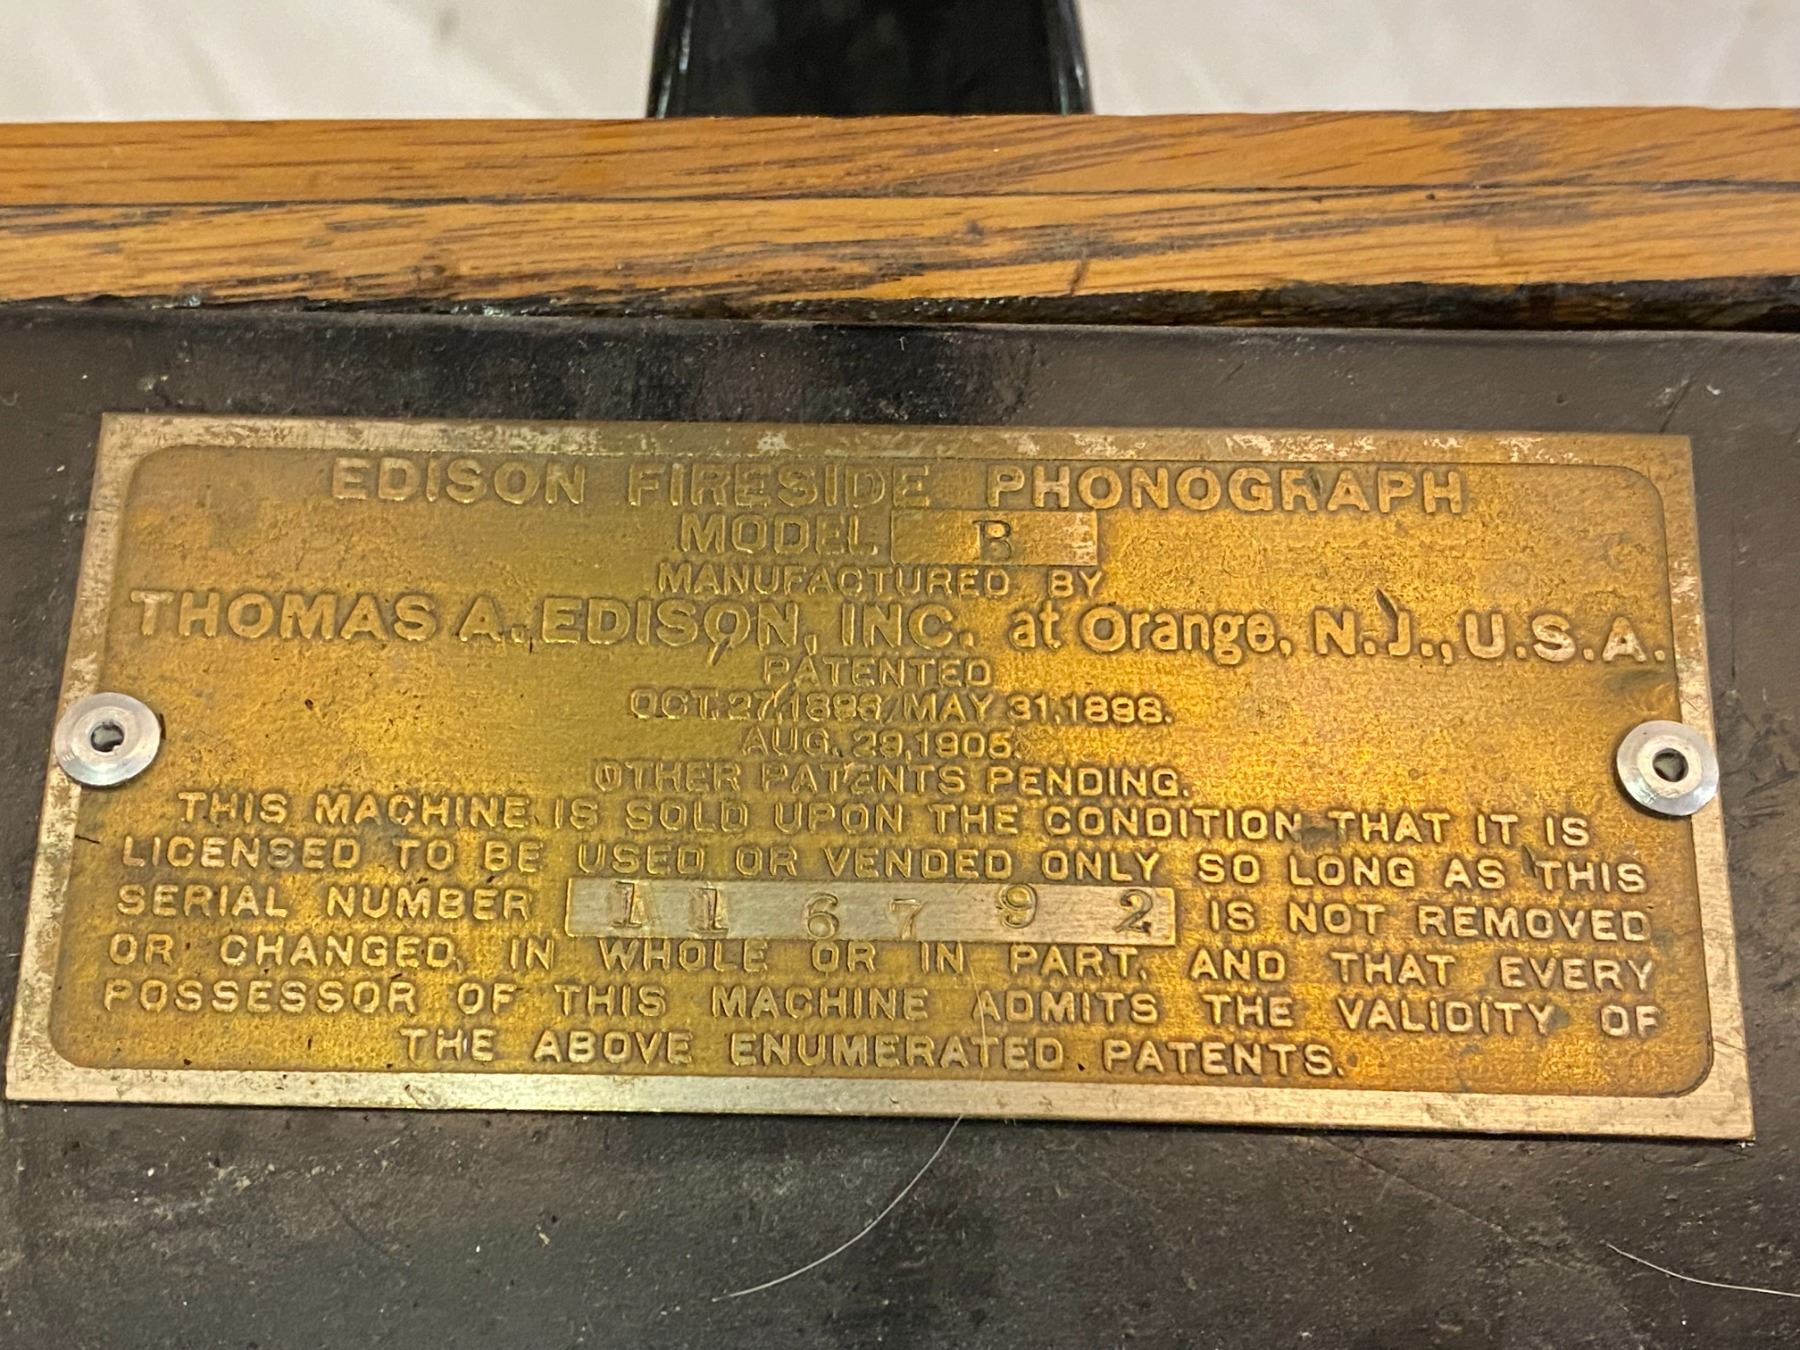 EDISON FIRESIDE PHONOGRAPH
MODEL B
MANUFACTURED BY
THOMAS A. EDISON, INC. at Orange, N.J., U.S.A.
PATENTED
OCT. 27, 1896, MAY 31, 1898.
AUG. 29, 1905.
OTHER PATENTS PENDING.
THIS MACHINE IS SOLD UPON THE CONDITION THAT IT IS
LICENSED TO BE USED OR VENDED ONLY SO LONG AS THIS
SERIAL NUMBER 116792 IS NOT REMOVED
OR CHANGED, IN WHOLE OR IN PART, AND THAT EVERY
POSSESSOR OF THIS MACHINE ADMITS THE VALIDITY OF
THE ABOVE ENUMERATED PATENTS.